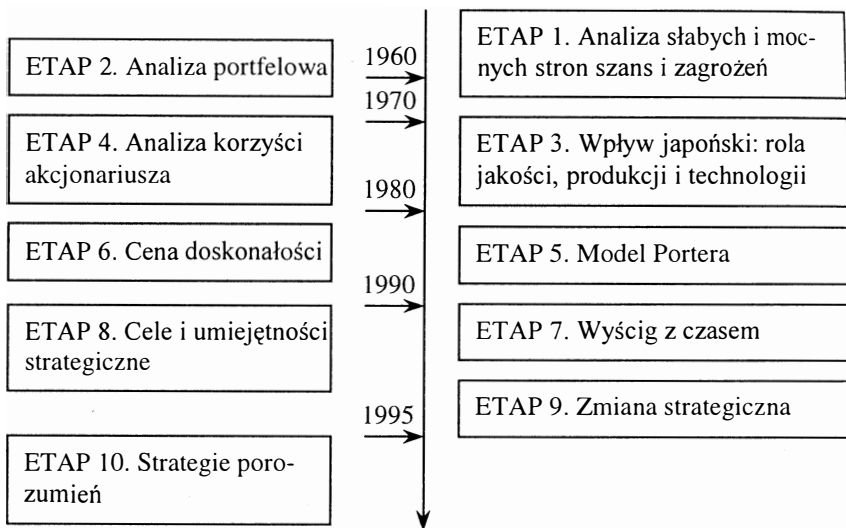 ETAP 1. Analiza słabych i moc-
nych stron szans i zagrożeń
ETAP 2. Analiza portfelowa
1960
1970
ETAP 3. Wpływ japoński: rola
jakości, produkcji i technologii
ETAP 4. Analiza korzyści
akcjonariusza
1980
ETAP 5. Model Portera
ETAP 6. Cena doskonałości
1990
ETAP 7. Wyścig z czasem
ETAP 8. Cele i umiejętności
strategiczne
ETAP 9. Zmiana strategiczna
1995
ETAP 10. Strategie poro-
zumień